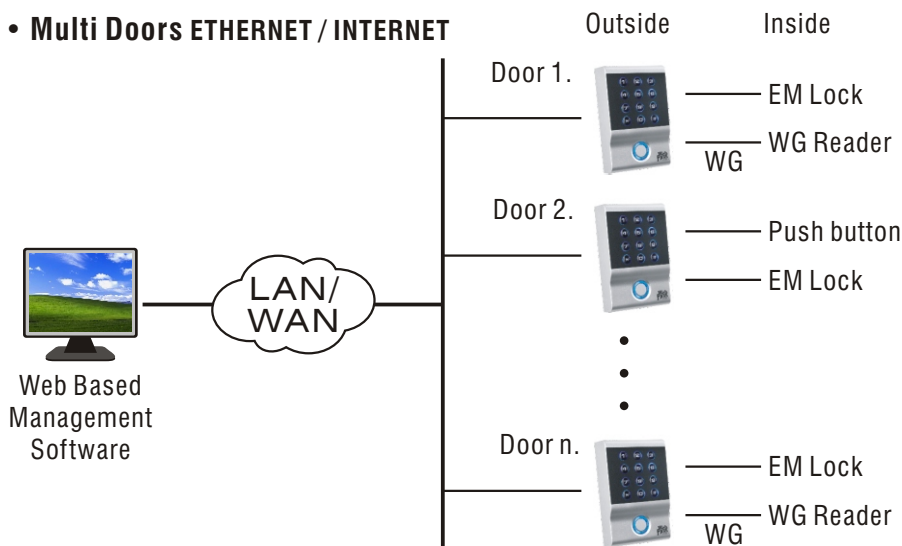 • Multi Doors ETHERNET / INTERNET
Outside
Inside
Door 1.
EM Lock
WG Reader
WG
Door 2.
Push button
EM Lock
LAN/
WAN
Web Based
Management
Software
Door n.
EM Lock
WG Reader
WG